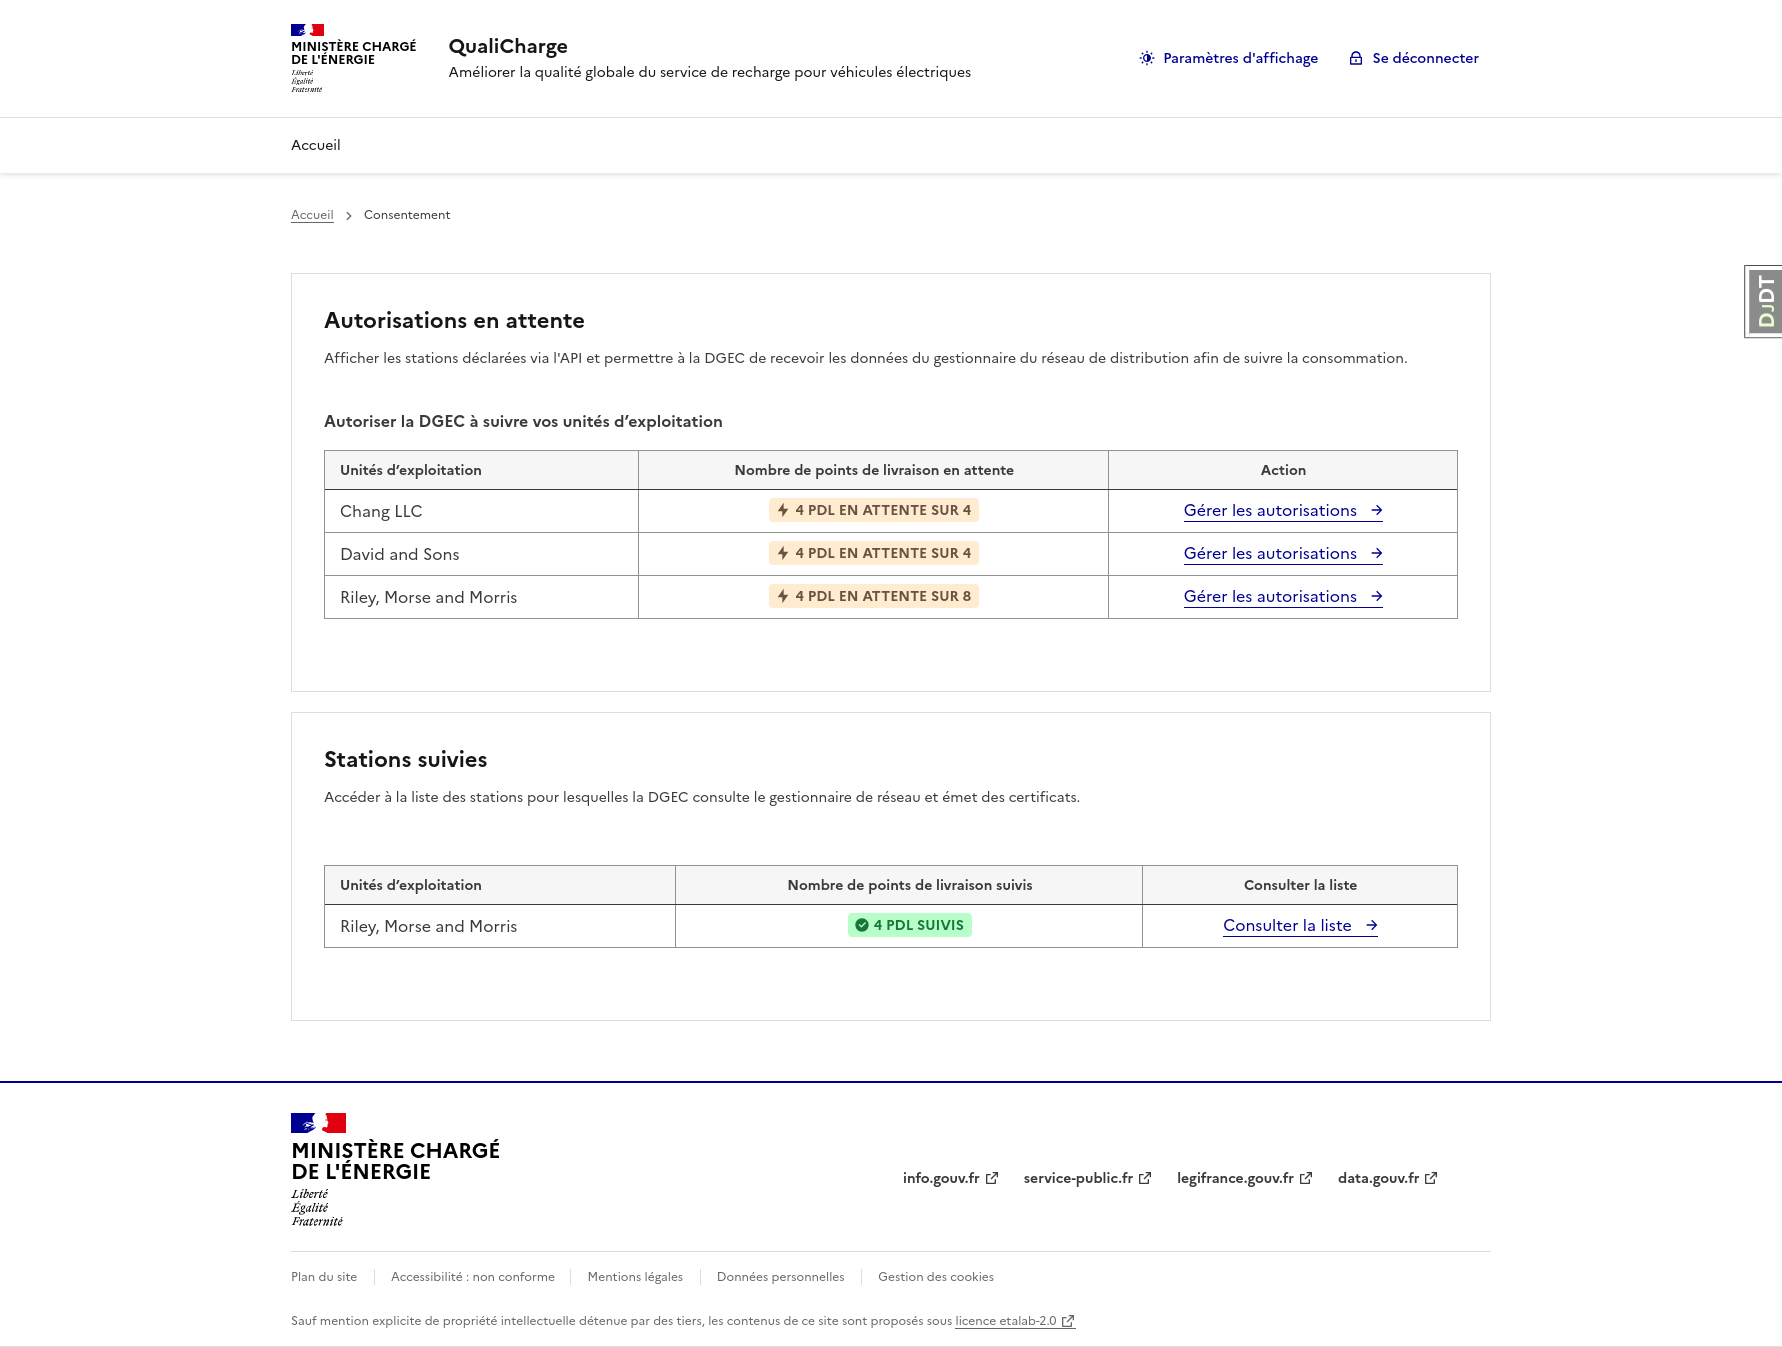 MINISTÈRE CHARGÉ
DE L'ÉNERGIE
Liberté
Égalité
Fraternité
QualiCharge
Améliorer la qualité globale du service de recharge pour véhicules électriques
Paramètres d'affichage
Se déconnecter
Accueil
Accueil > Consentement
DJDT
Autorisations en attente
Afficher les stations déclarées via l'API et permettre à la DGEC de recevoir les données du gestionnaire du réseau de distribution afin de suivre la consommation.
Autoriser la DGEC à suivre vos unités d’exploitation
Unités d’exploitation Nombre de points de livraison en attente Action
Chang LLC 4 PDL EN ATTENTE SUR 4 Gérer les autorisations
David and Sons 4 PDL EN ATTENTE SUR 4 Gérer les autorisations
Riley, Morse and Morris 4 PDL EN ATTENTE SUR 8 Gérer les autorisations
Stations suivies
Accéder à la liste des stations pour lesquelles la DGEC consulte le gestionnaire de réseau et émet des certificats.
Unités d’exploitation Nombre de points de livraison suivis Consulter la liste
Riley, Morse and Morris 4 PDL SUIVIS Consulter la liste
MINISTÈRE CHARGÉ
DE L'ÉNERGIE
Liberté
Égalité
Fraternité
info.gouv.fr service-public.fr legifrance.gouv.fr data.gouv.fr
Plan du site Accessibilité : non conforme Mentions légales Données personnelles Gestion des cookies
Sauf mention explicite de propriété intellectuelle détenue par des tiers, les contenus de ce site sont proposés sous licence etalab-2.0